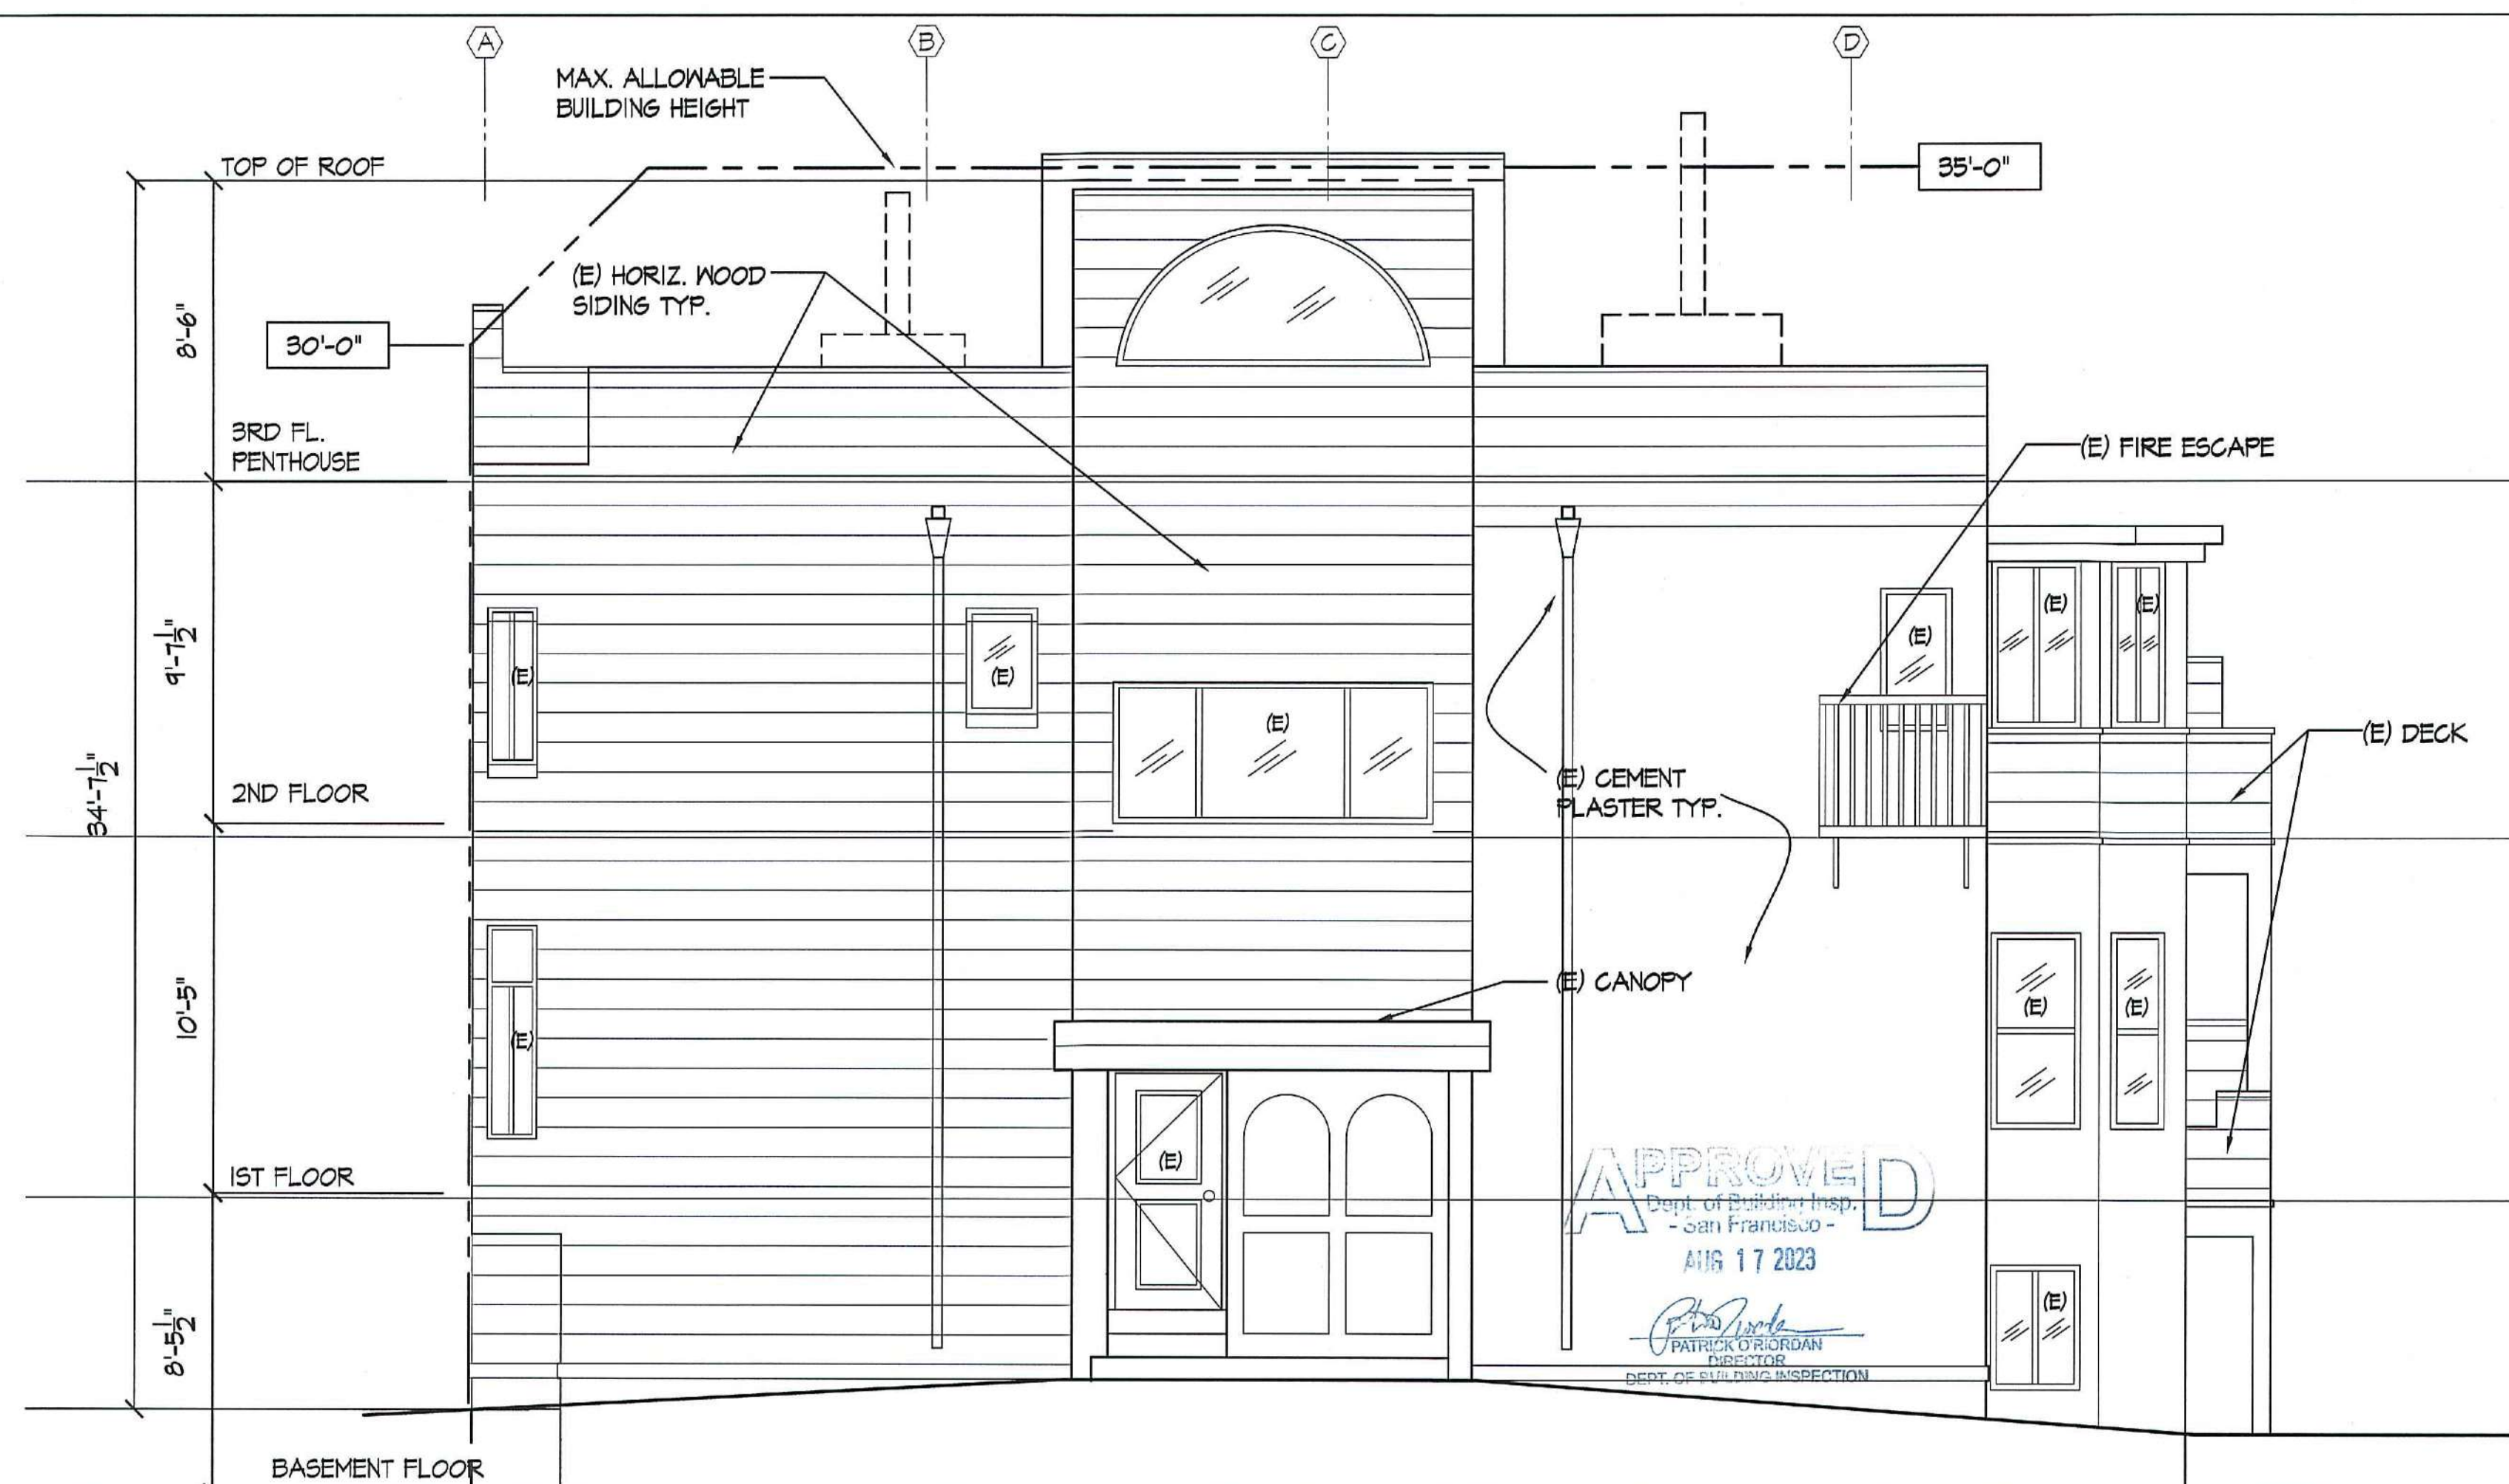 A
B
C
D
MAX. ALLOWABLE
BUILDING HEIGHT
TOP OF ROOF
35'-0"
(E) HORIZ. WOOD
SIDING TYP.
30'-0"
8'-6"
3RD FL.
PENTHOUSE
(E) FIRE ESCAPE
9'-7 1/2"
(E)
(E)
(E)
(E)
(E)
(E)
(E) DECK
34'-7 1/2"
2ND FLOOR
(E) CEMENT
PLASTER TYP.
10'-5"
(E) CANOPY
(E)
(E)
(E)
(E)
1ST FLOOR
APPROVED
Dept. of Building Insp.
- San Francisco -
AUG 17 2023
8'-5 1/2"
(E)
PATRICK O'RIORDAN
DIRECTOR
DEPT. OF BUILDING INSPECTION
BASEMENT FLOOR